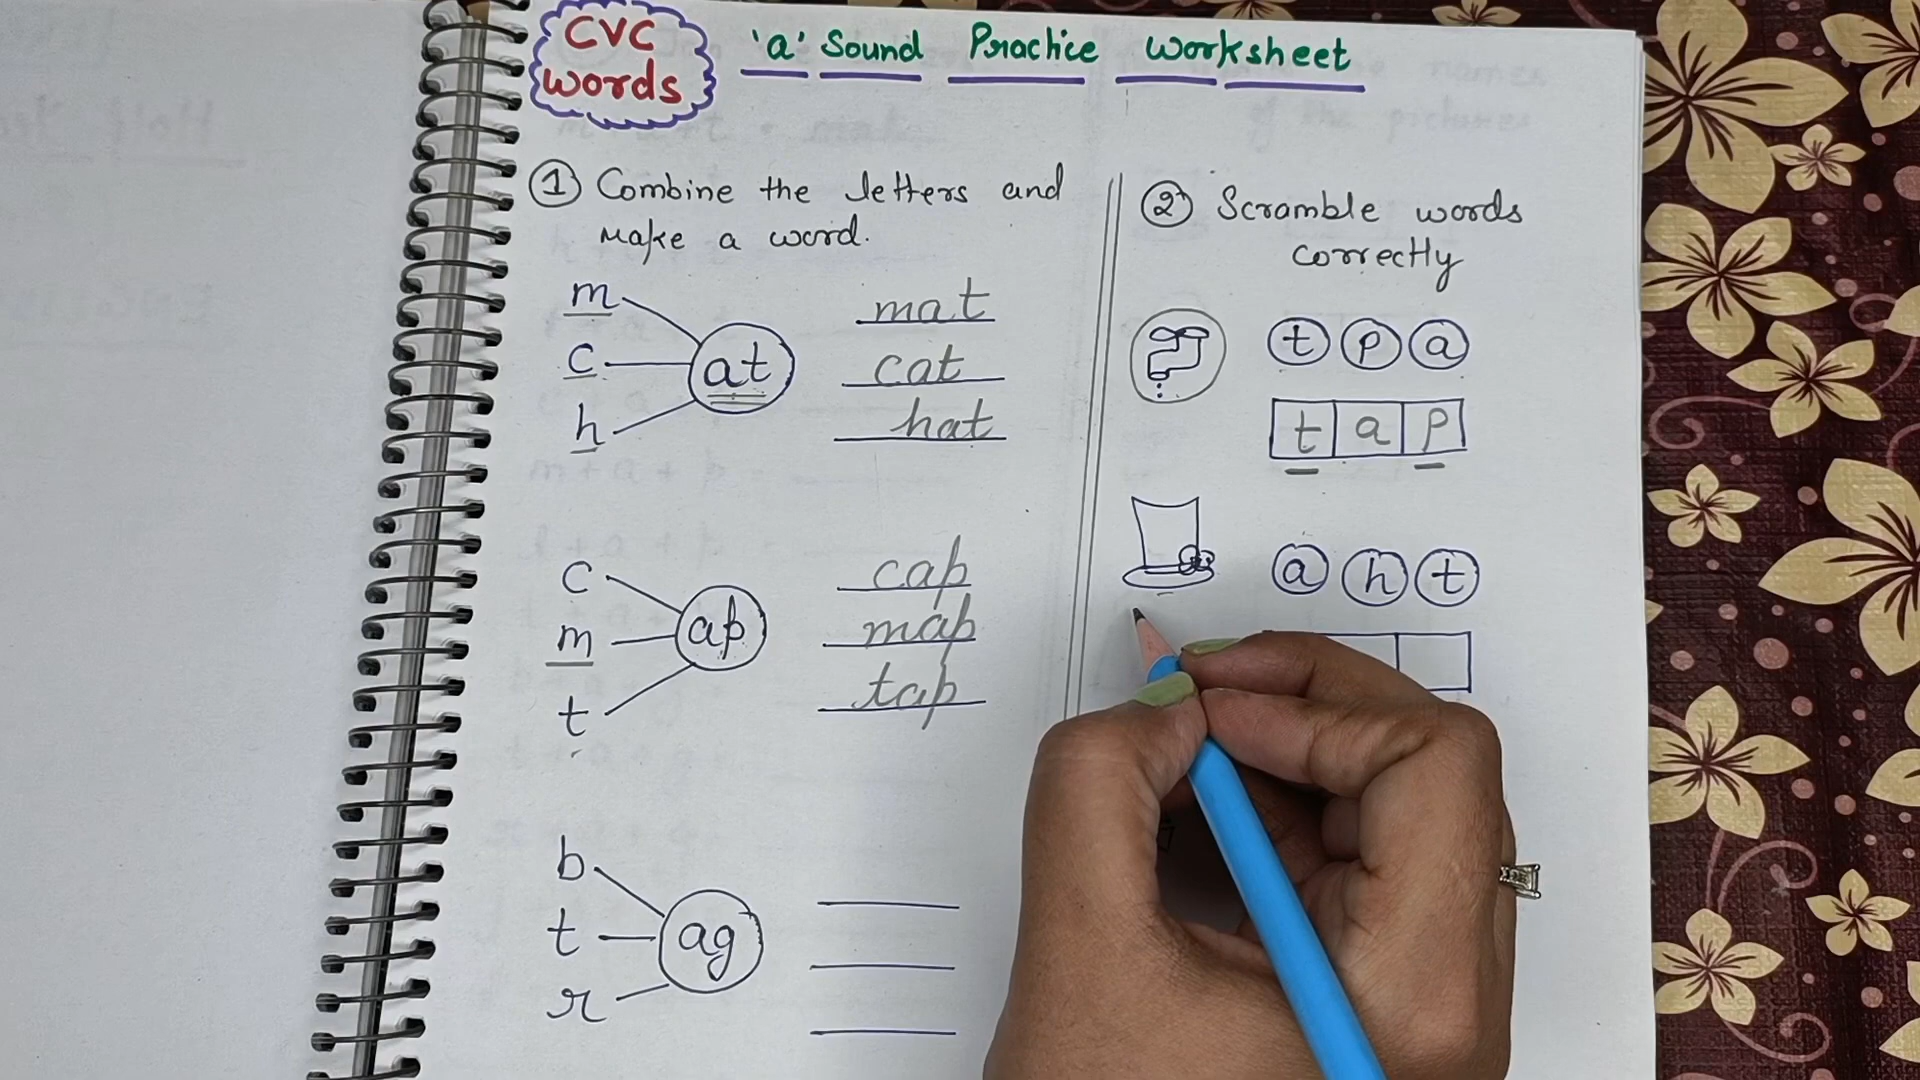 CVC
words
'a' Sound Practice Worksheet
1 Combine the letters and
make a word.
m
c
h
at
mat
cat
hat
c
m
t
ap
cap
map
tap
b
t
r
ag
2 Scramble words
correctly
t p a
t a p
a h t